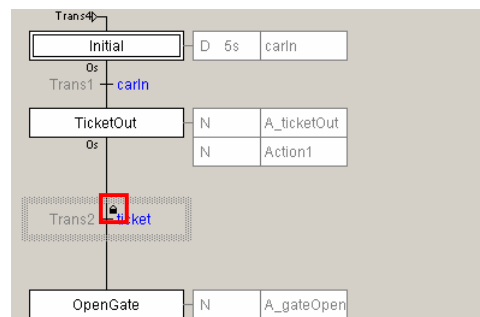 Trans4
Initial D 5s carIn
0s
Trans1 carIn
TicketOut N A_ticketOut
0s N Action1
Trans2 ticket
OpenGate N A_gateOpen